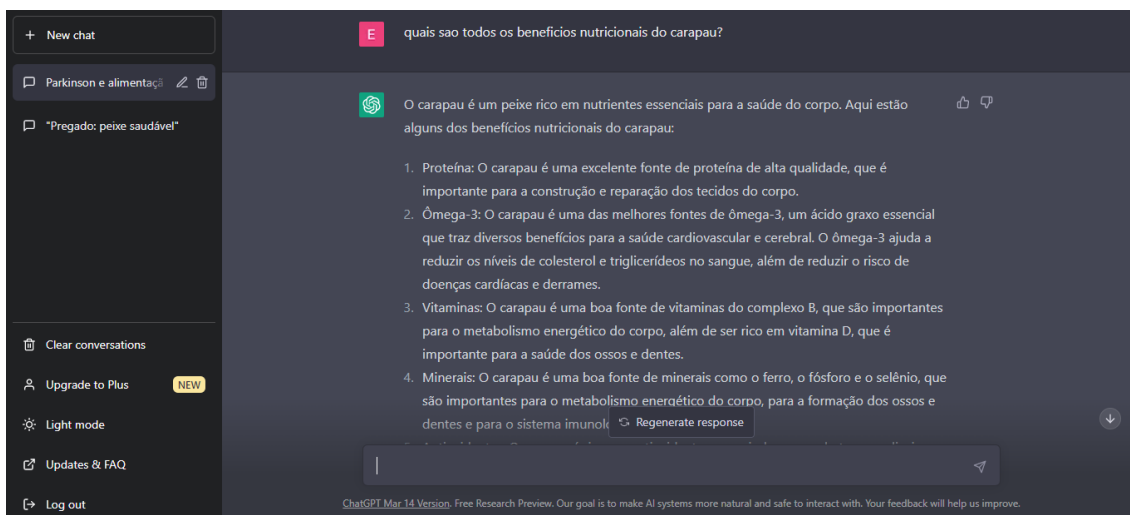 + New chat
Parkinson e alimentaçã
"Pregado: peixe saudável"
Clear conversations
Upgrade to Plus NEW
Light mode
Updates & FAQ
Log out
E quais sao todos os beneficios nutricionais do carapau?
O carapau é um peixe rico em nutrientes essenciais para a saúde do corpo. Aqui estão
alguns dos benefícios nutricionais do carapau:
1. Proteína: O carapau é uma excelente fonte de proteína de alta qualidade, que é
importante para a construção e reparação dos tecidos do corpo.
2. Ômega-3: O carapau é uma das melhores fontes de ômega-3, um ácido graxo essencial
que traz diversos benefícios para a saúde cardiovascular e cerebral. O ômega-3 ajuda a
reduzir os níveis de colesterol e triglicerídeos no sangue, além de reduzir o risco de
doenças cardíacas e derrames.
3. Vitaminas: O carapau é uma boa fonte de vitaminas do complexo B, que são importantes
para o metabolismo energético do corpo, além de ser rico em vitamina D, que é
importante para a saúde dos ossos e dentes.
4. Minerais: O carapau é uma boa fonte de minerais como o ferro, o fósforo e o selênio, que
são importantes para o metabolismo energético do corpo, para a formação dos ossos e
dentes e para o sistema imunoló
Regenerate response
ChatGPT Mar 14 Version. Free Research Preview. Our goal is to make AI systems more natural and safe to interact with. Your feedback will help us improve.